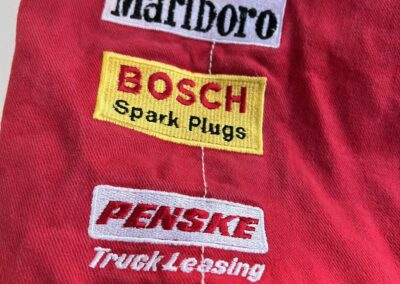 Marlboro
BOSCH
Spark Plugs
PENSKE
Truck Leasing